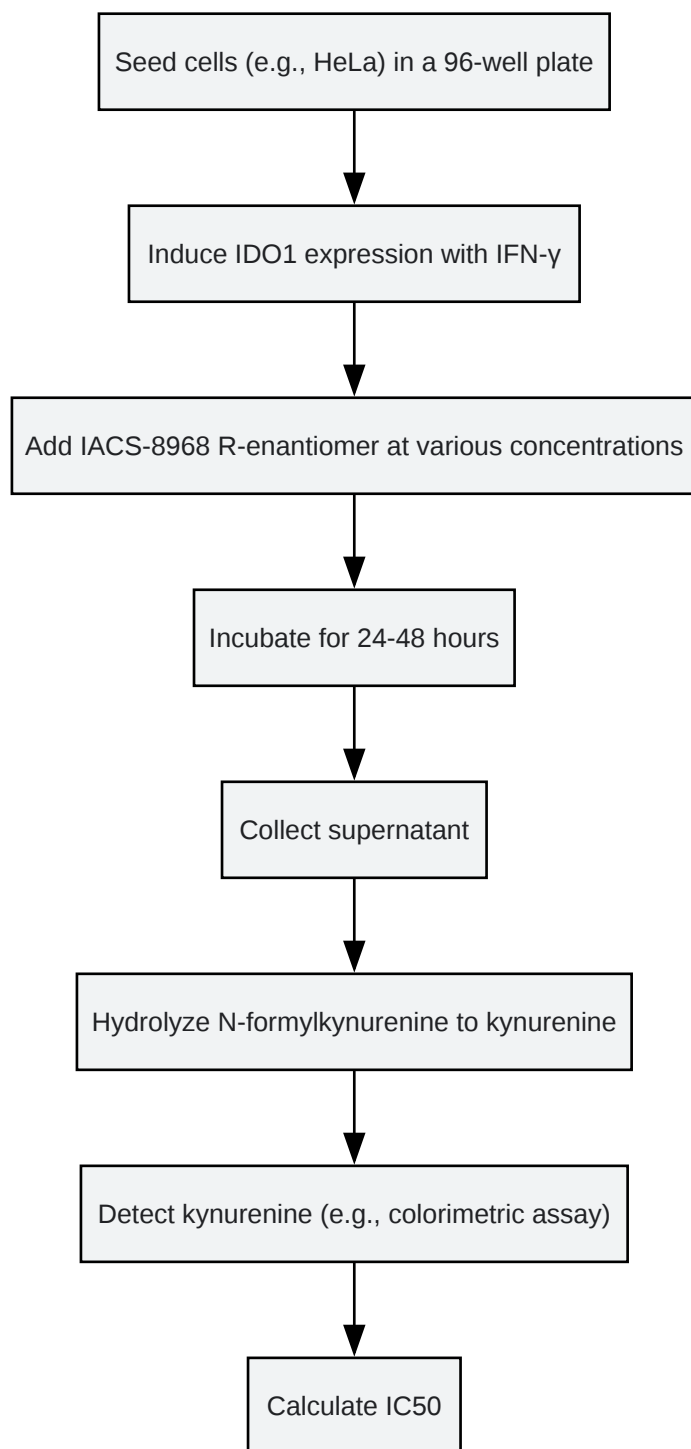 Seed cells (e.g., HeLa) in a 96-well plate
Induce IDO1 expression with IFN-γ
Add IACS-8968 R-enantiomer at various concentrations
Incubate for 24-48 hours
Collect supernatant
Hydrolyze N-formylkynurenine to kynurenine
Detect kynurenine (e.g., colorimetric assay)
Calculate IC50